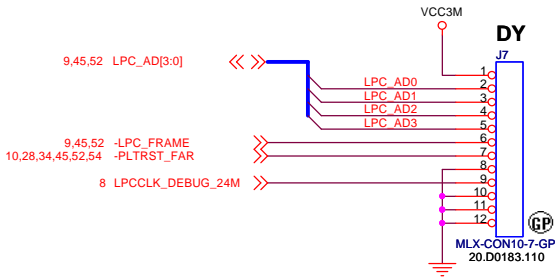 VCC3M
DY
J7
9,45,52 LPC_AD[3:0]
1
LPC_AD0 2
LPC_AD1 3
LPC_AD2 4
LPC_AD3 5
9,45,52 -LPC_FRAME 6
10,28,34,45,52,54 -PLTRST_FAR 7
8
8 LPCCLK_DEBUG_24M 9
10
11
12
GP
MLX-CON10-7-GP
20.D0183.110